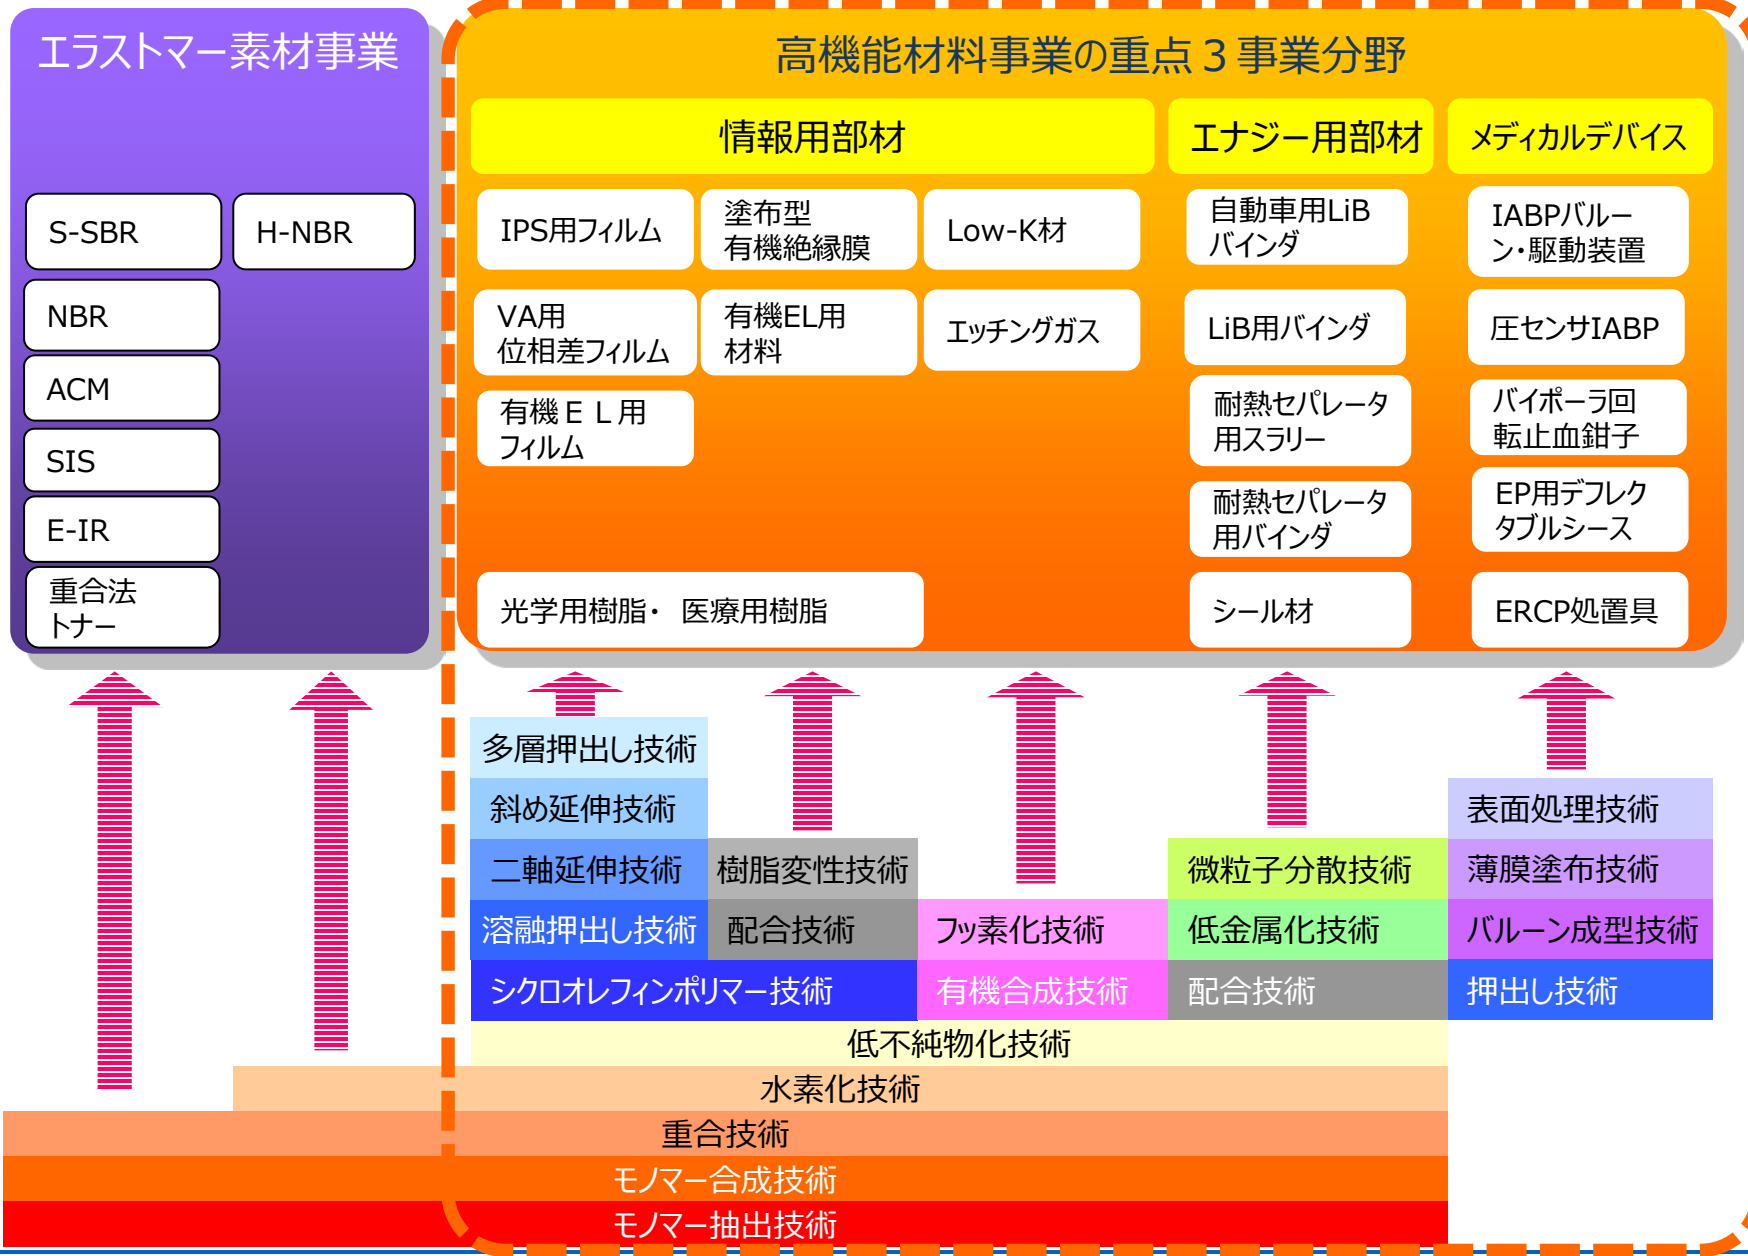 エラストマー素材事業
S-SBR
H-NBR
NBR
ACM
SIS
E-IR
重合法
トナー
高機能材料事業の重点３事業分野
情報用部材
エナジー用部材
メディカルデバイス
IPS用フィルム
塗布型
有機絶縁膜
Low-K材
自動車用LiB
バインダ
IABPバルー
ン・駆動装置
VA用
位相差フィルム
有機EL用
材料
エッチングガス
LiB用バインダ
圧センサIABP
有機ＥＬ用
フィルム
耐熱セパレータ
用スラリー
バイポーラ回
転止血鉗子
耐熱セパレータ
用バインダ
EP用デフレク
タブルシース
光学用樹脂・ 医療用樹脂
シール材
ERCP処置具
多層押出し技術
斜め延伸技術
表面処理技術
二軸延伸技術
樹脂変性技術
微粒子分散技術
薄膜塗布技術
溶融押出し技術
配合技術
フッ素化技術
低金属化技術
バルーン成型技術
シクロオレフィンポリマー技術
有機合成技術
配合技術
押出し技術
低不純物化技術
水素化技術
重合技術
モノマー合成技術
モノマー抽出技術